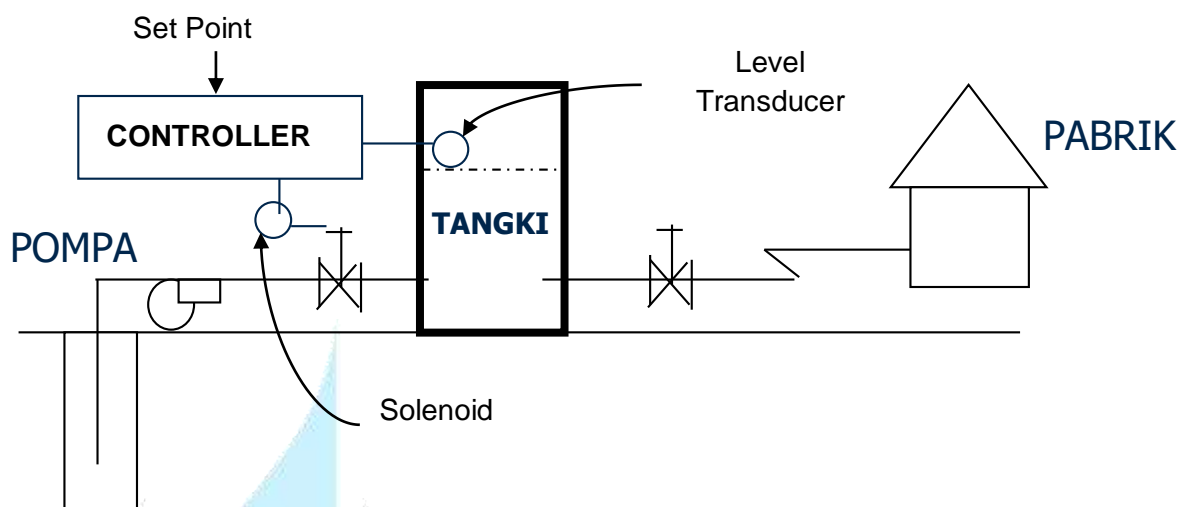 Set Point
CONTROLLER
Level
Transducer
PABRIK
TANGKI
POMPA
Solenoid